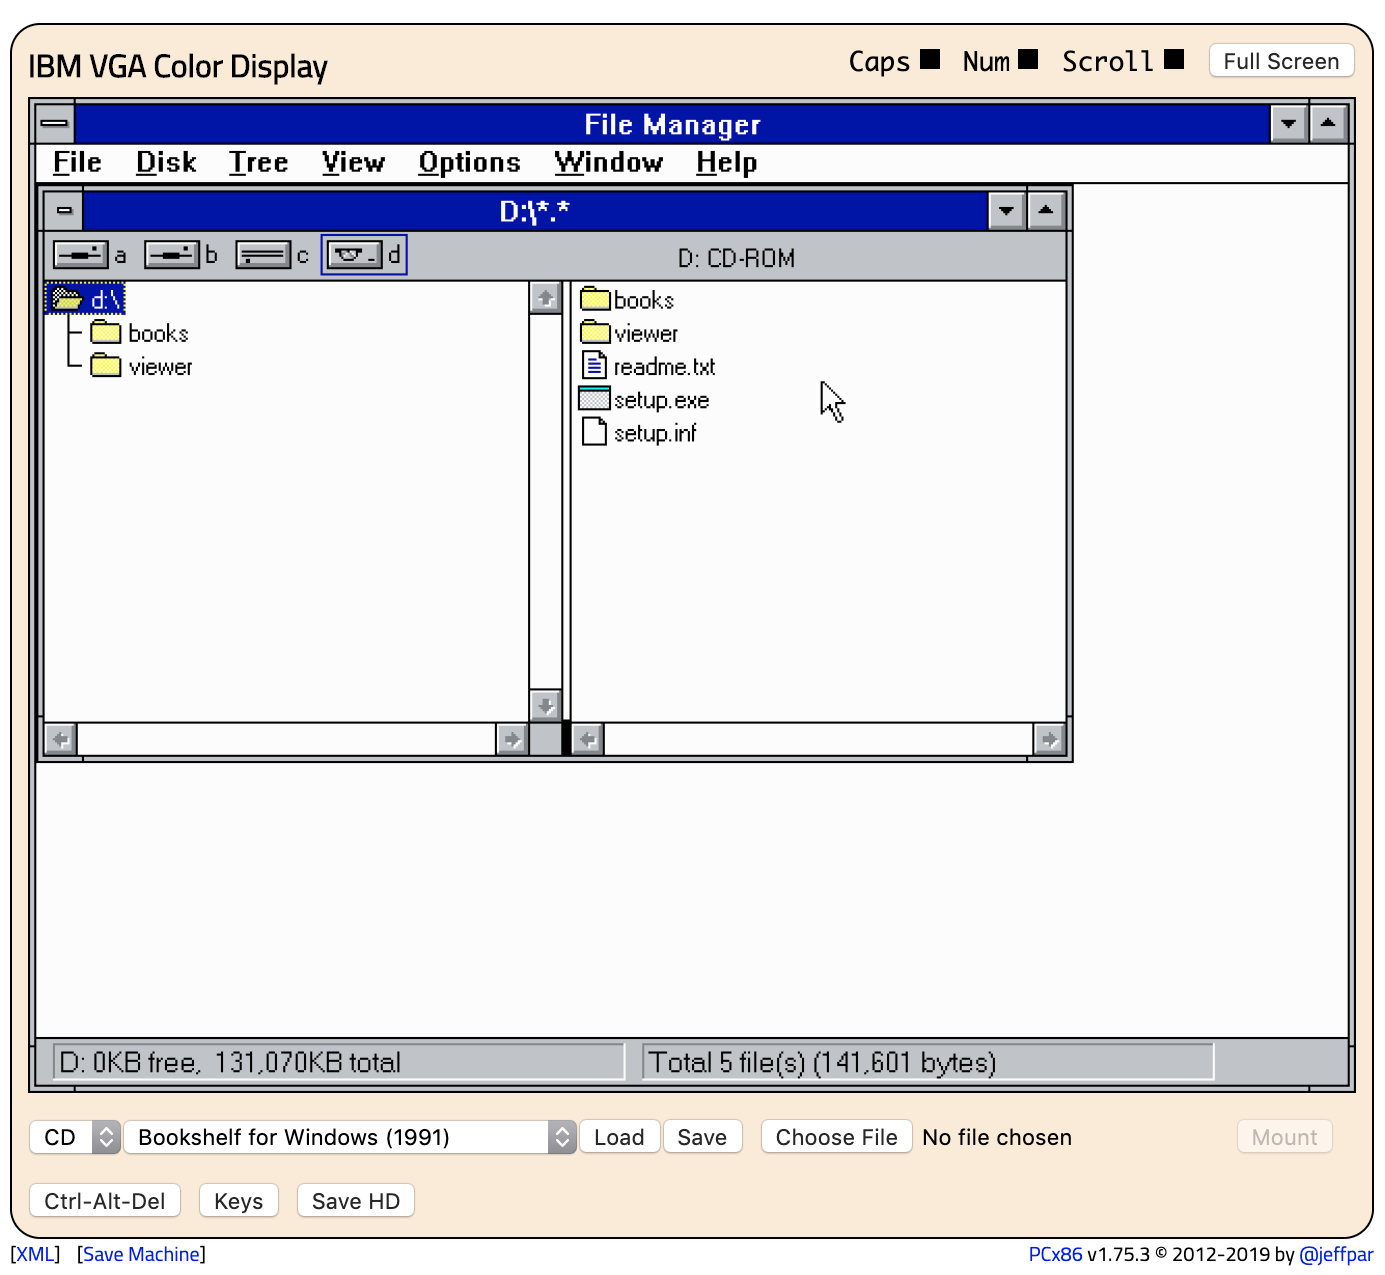 IBM VGA Color Display Caps Num Scroll Full Screen
File Manager
File Disk Tree View Options Window Help
D:\*.*
a b c d D: CD-ROM
d:\
books
viewer
books
viewer
readme.txt
setup.exe
setup.inf
D: 0KB free, 131,070KB total Total 5 file(s) (141,601 bytes)
CD Bookshelf for Windows (1991) Load Save Choose File No file chosen Mount
Ctrl-Alt-Del Keys Save HD
[XML] [Save Machine] PCx86 v1.75.3 © 2012-2019 by @jeffpar